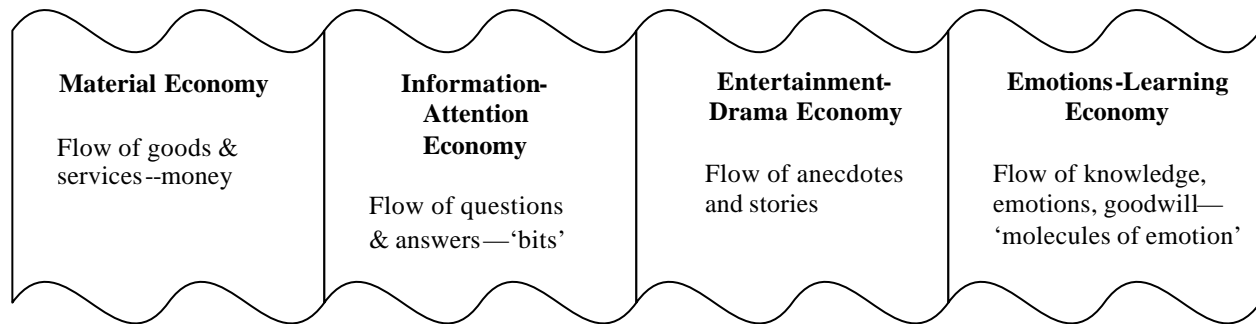 Material Economy
Flow of goods &
services--money
Information-
Attention
Economy
Flow of questions
& answers—‘bits’
Entertainment-
Drama Economy
Flow of anecdotes
and stories
Emotions-Learning
Economy
Flow of knowledge,
emotions, goodwill—
‘molecules of emotion’